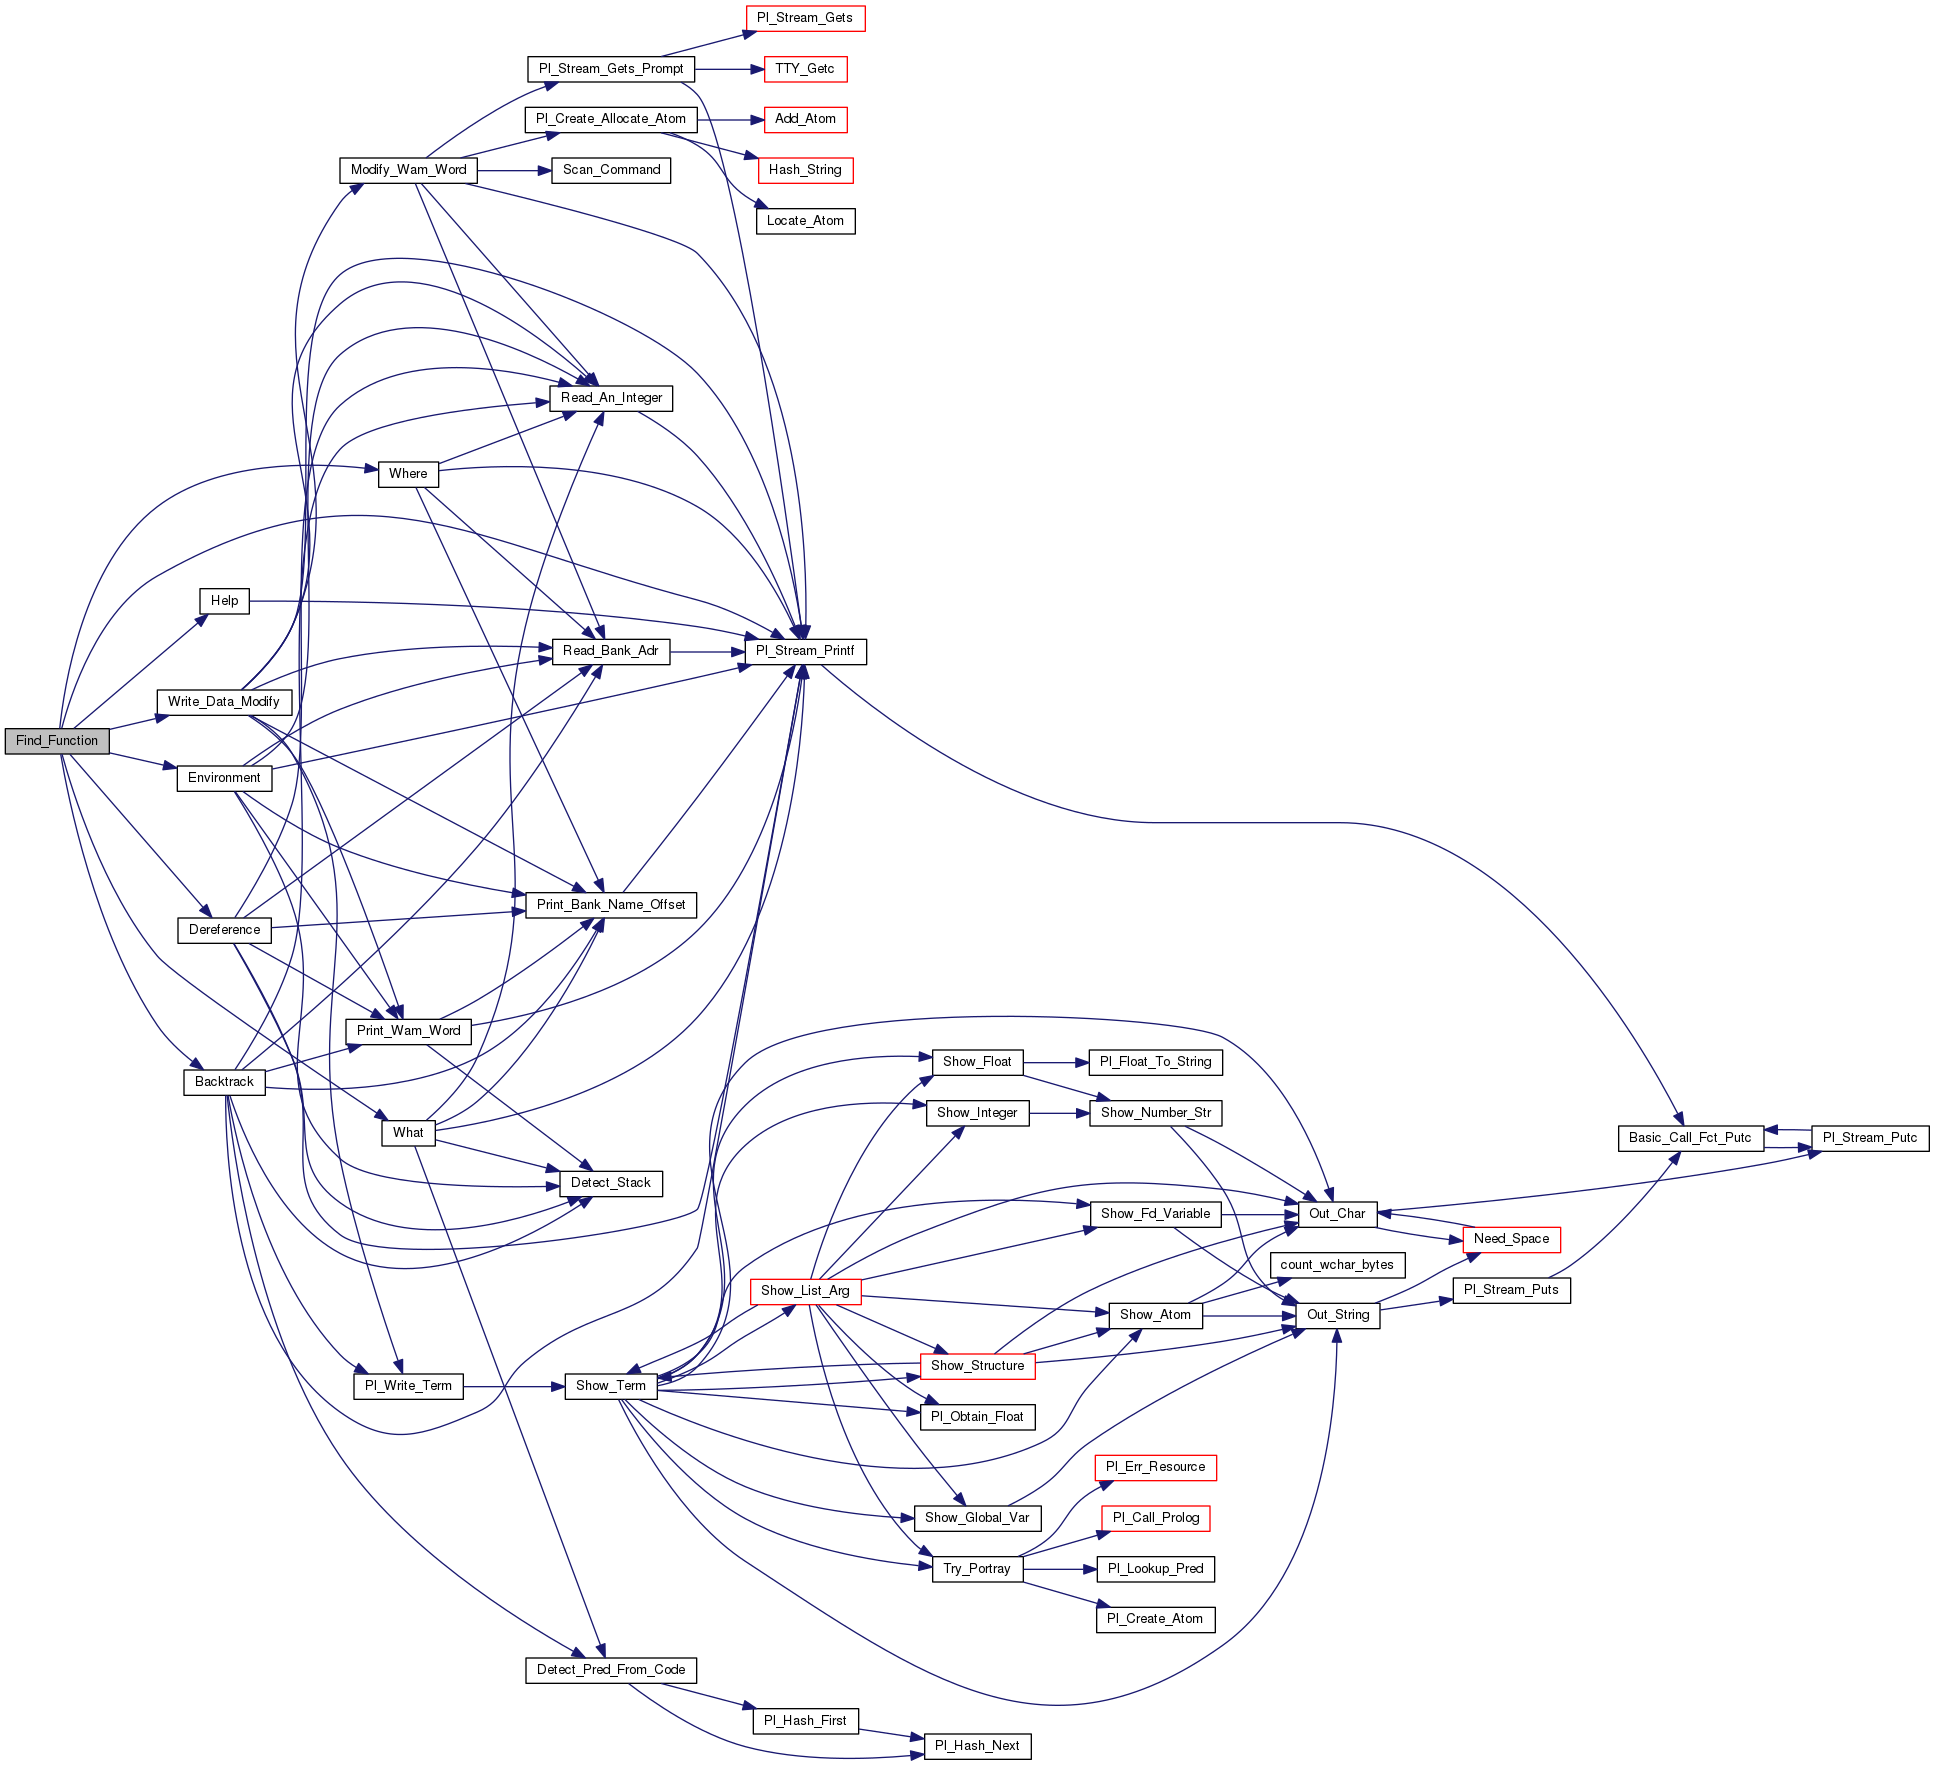 Pl_Stream_Gets
Pl_Stream_Gets_Prompt
TTY_Getc
Pl_Create_Allocate_Atom
Add_Atom
Modify_Wam_Word
Scan_Command
Hash_String
Locate_Atom
Read_An_Integer
Where
Help
Read_Bank_Adr
Pl_Stream_Printf
Write_Data_Modify
Find_Function
Environment
Print_Bank_Name_Offset
Dereference
Print_Wam_Word
Show_Float
Pl_Float_To_String
Backtrack
Show_Integer
Show_Number_Str
What
Basic_Call_Fct_Putc
Pl_Stream_Putc
Detect_Stack
Show_Fd_Variable
Out_Char
Need_Space
count_wchar_bytes
Show_List_Arg
Pl_Stream_Puts
Show_Atom
Out_String
Show_Structure
Pl_Write_Term
Show_Term
Pl_Obtain_Float
Pl_Err_Resource
Show_Global_Var
Pl_Call_Prolog
Try_Portray
Pl_Lookup_Pred
Pl_Create_Atom
Detect_Pred_From_Code
Pl_Hash_First
Pl_Hash_Next